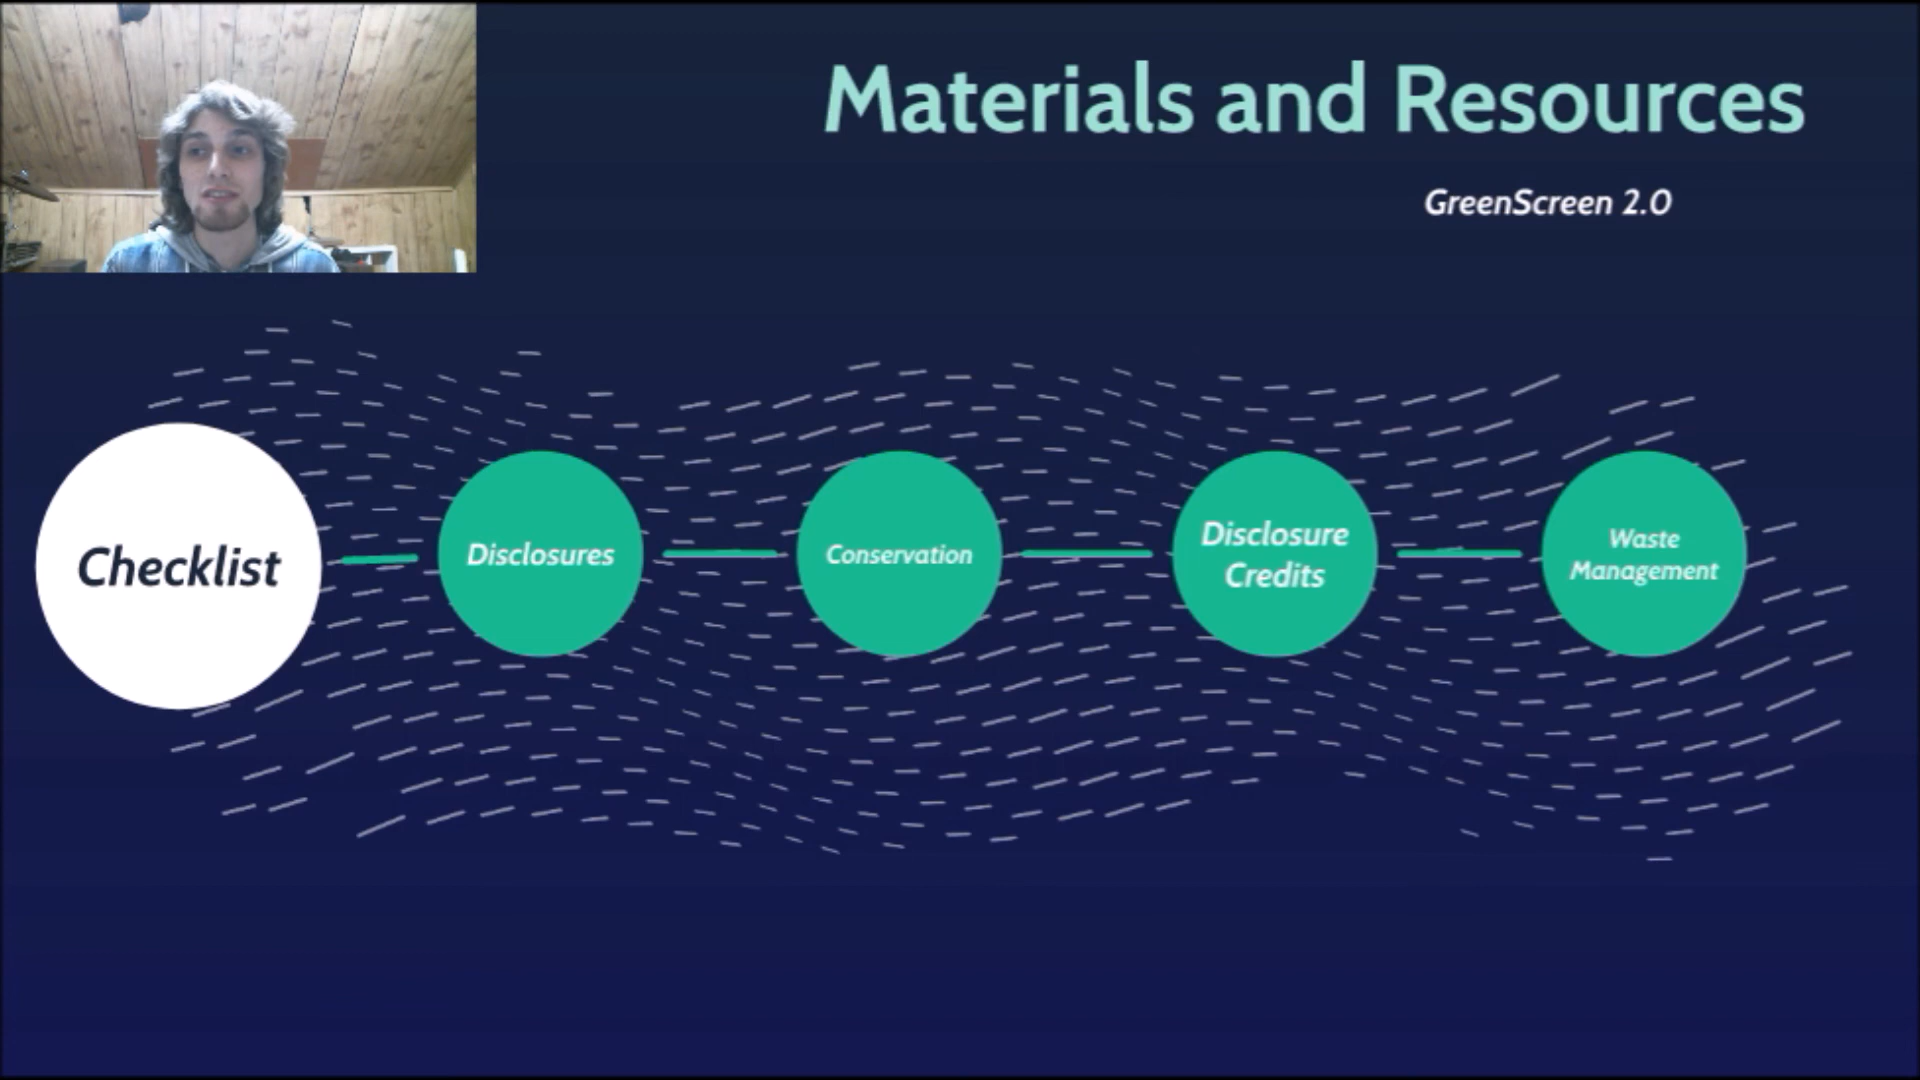 Materials and Resources
GreenScreen 2.0
Checklist
Disclosures
Conservation
Disclosure
Credits
Waste
Management